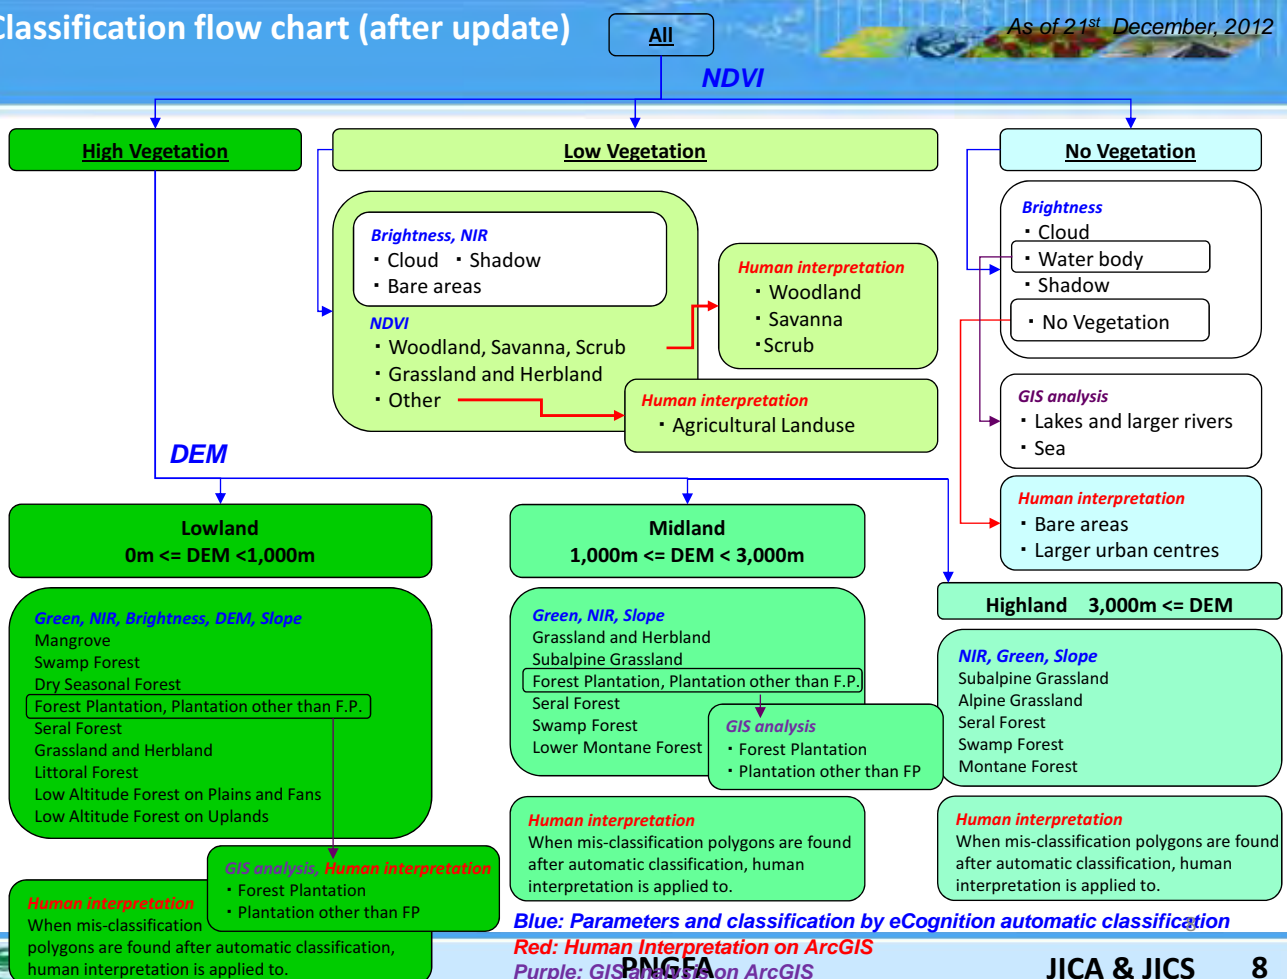 Classification flow chart (after update)
All
As of 21st December, 2012
NDVI
High Vegetation
Low Vegetation
No Vegetation
Brightness, NIR
・Cloud ・Shadow
・Bare areas
NDVI
・Woodland, Savanna, Scrub
・Grassland and Herbland
・Other
Human interpretation
・Woodland
・Savanna
・Scrub
Human interpretation
・Agricultural Landuse
Brightness
・Cloud
・Water body
・Shadow
・No Vegetation
GIS analysis
・Lakes and larger rivers
・Sea
Human interpretation
・Bare areas
・Larger urban centres
DEM
Lowland
0m <= DEM <1,000m
Green, NIR, Brightness, DEM, Slope
Mangrove
Swamp Forest
Dry Seasonal Forest
Forest Plantation, Plantation other than F.P.
Seral Forest
Grassland and Herbland
Littoral Forest
Low Altitude Forest on Plains and Fans
Low Altitude Forest on Uplands
GIS analysis, Human interpretation
・Forest Plantation
・Plantation other than FP
Human interpretation
When mis-classification
polygons are found after automatic classification,
human interpretation is applied to.
Midland
1,000m <= DEM < 3,000m
Green, NIR, Slope
Grassland and Herbland
Subalpine Grassland
Forest Plantation, Plantation other than F.P.
Seral Forest
Swamp Forest
Lower Montane Forest
GIS analysis
・Forest Plantation
・Plantation other than FP
Human interpretation
When mis-classification polygons are found
after automatic classification, human
interpretation is applied to.
Highland 3,000m <= DEM
NIR, Green, Slope
Subalpine Grassland
Alpine Grassland
Seral Forest
Swamp Forest
Montane Forest
Human interpretation
When mis-classification polygons are found
after automatic classification, human
interpretation is applied to.
Blue: Parameters and classification by eCognition automatic classification
8
Red: Human Interpretation on ArcGIS
Purple: GIS analysis on ArcGIS
PNGFA
JICA & JICS 8